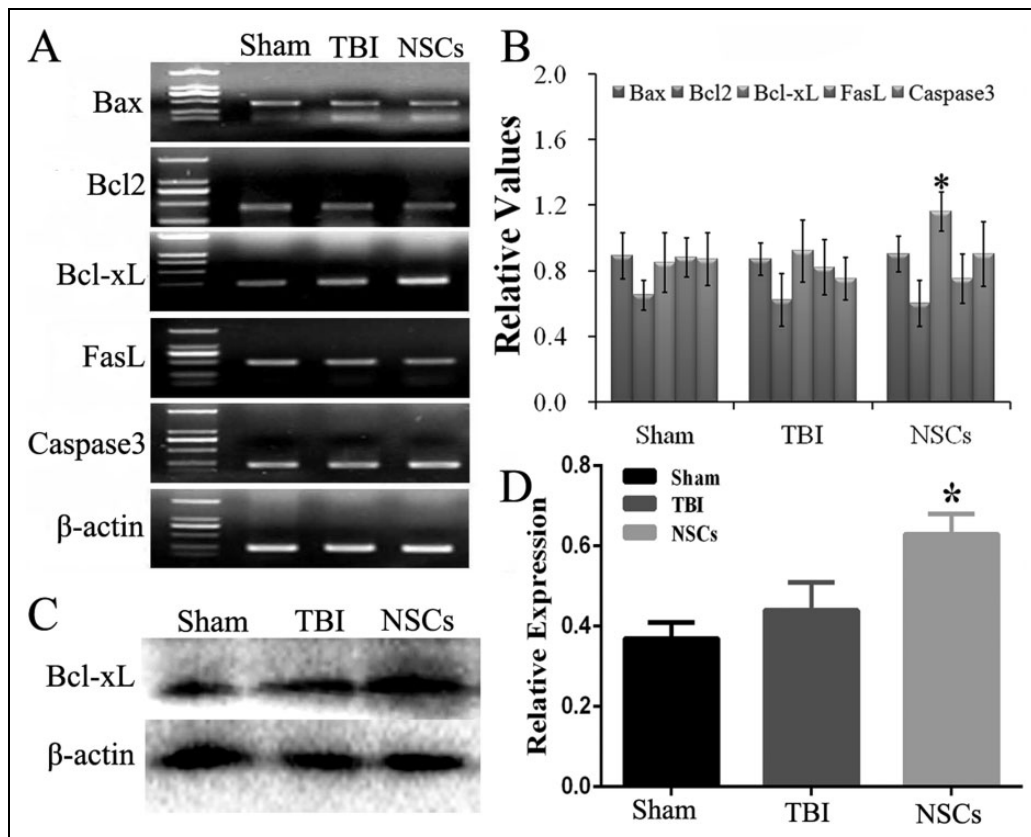 A
Sham TBI NSCs
Bax
Bcl2
Bcl-xL
FasL
Caspase3
β-actin
B
Bax Bcl2 Bcl-xL FasL Caspase3
Relative Values
2.0
1.6
1.2
0.8
0.4
0.0
*
Sham TBI NSCs
C
Sham TBI NSCs
Bcl-xL
β-actin
D
Sham
TBI
NSCs
Relative Expression
0.8
0.6
0.4
0.2
0.0
*
Sham TBI NSCs